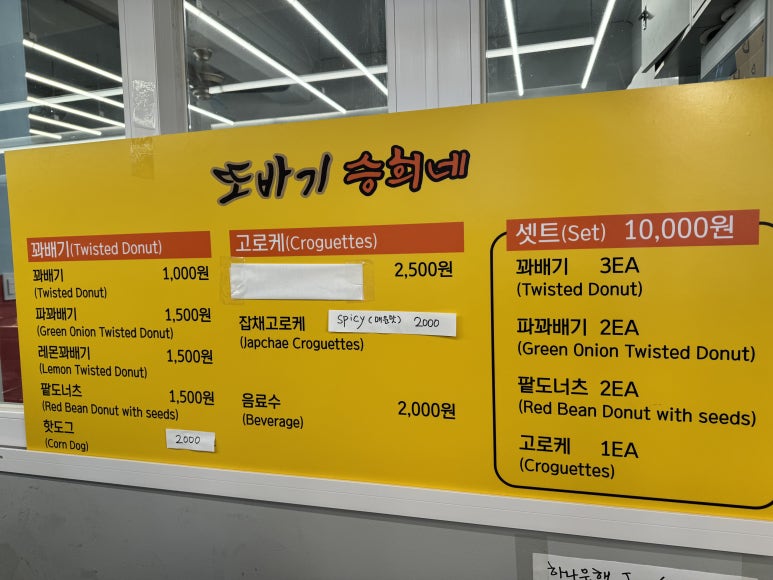 또바기 승희네
꽈배기(Twisted Donut)
꽈배기 1,000원
(Twisted Donut)
파꽈배기 1,500원
(Green Onion Twisted Donut)
레몬꽈배기 1,500원
(Lemon Twisted Donut)
팥도너츠 1,500원
(Red Bean Donut with seeds)
핫도그 2000
(Corn Dog)
고로케(Croguettes)
2,500원
잡채고로케 spicy (매운맛) 2000
(Japchae Croguettes)
음료수 2,000원
(Beverage)
셋트(Set) 10,000원
꽈배기 3EA
(Twisted Donut)
파꽈배기 2EA
(Green Onion Twisted Donut)
팥도너츠 2EA
(Red Bean Donut with seeds)
고로케 1EA
(Croguettes)
하나은행